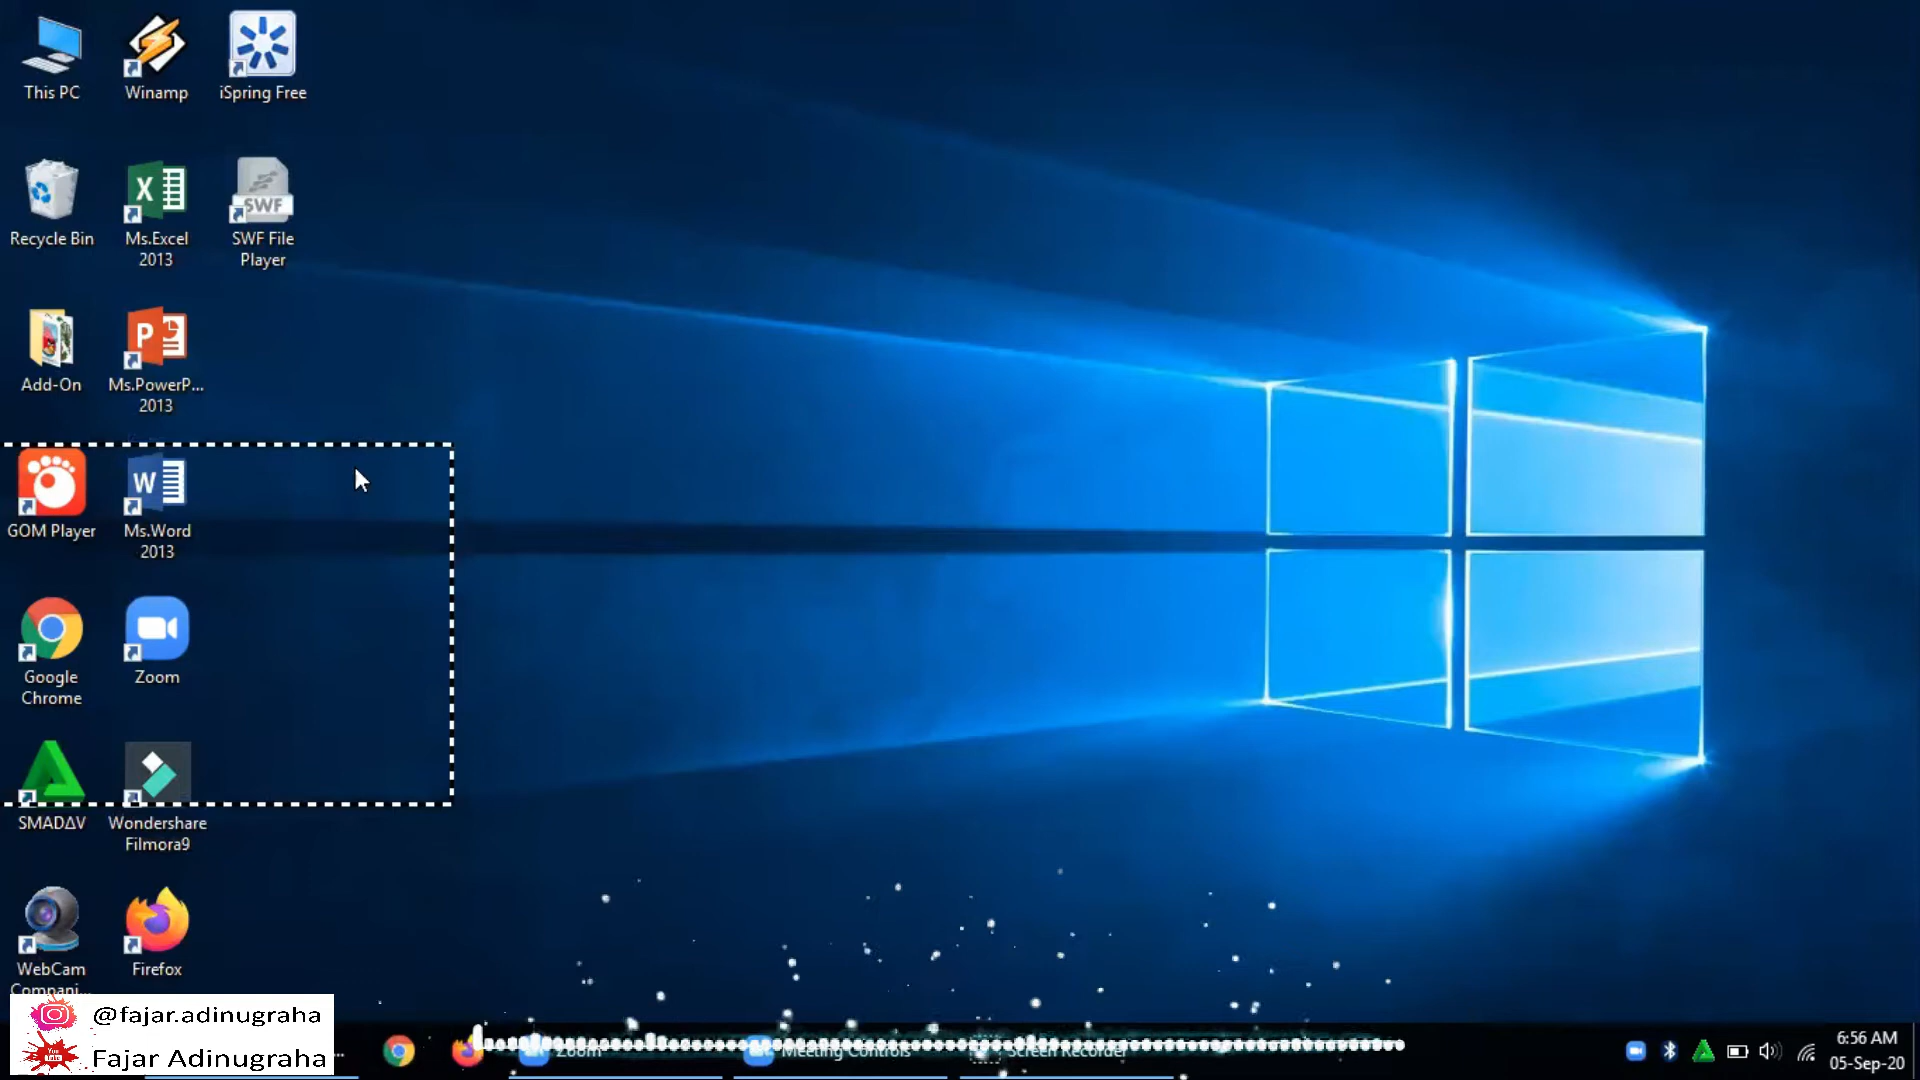 This PC
Winamp
iSpring Free
SWF
Recycle Bin
Ms.Excel
2013
SWF File
Player
Add-On
Ms.PowerP...
2013
GOM Player
Ms.Word
2013
Google
Chrome
Zoom
SMADΔV
Wondershare
Filmora9
WebCam
Compani...
Firefox
@fajar.adinugraha
Fajar Adinugraha
Zoom
Meeting Controls
Screen Recorder
6:56 AM
05-Sep-20